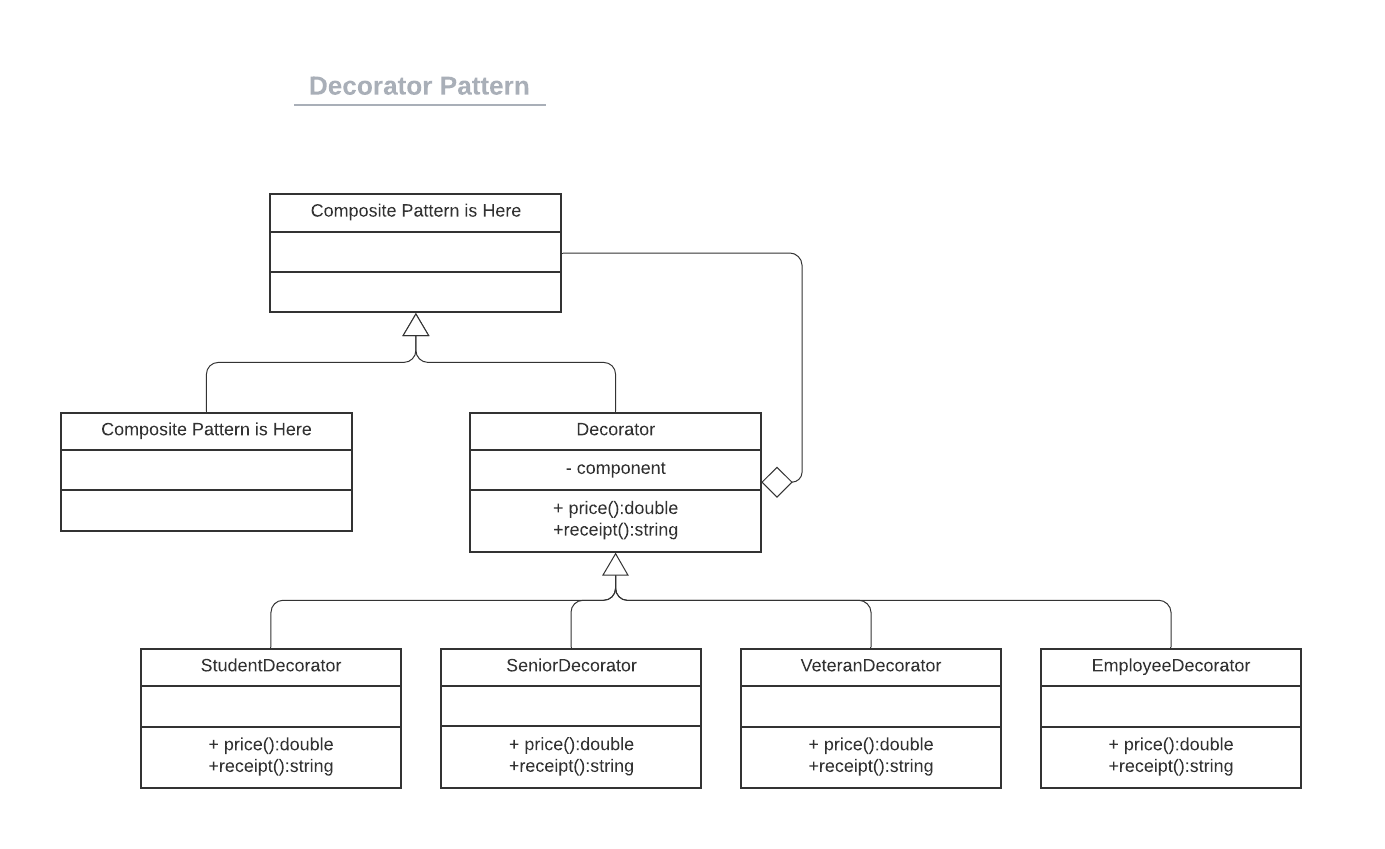 Decorator Pattern
Composite Pattern is Here
Composite Pattern is Here
Decorator
- component
+ price():double
+receipt():string
StudentDecorator
+ price():double
+receipt():string
SeniorDecorator
+ price():double
+receipt():string
VeteranDecorator
+ price():double
+receipt():string
EmployeeDecorator
+ price():double
+receipt():string